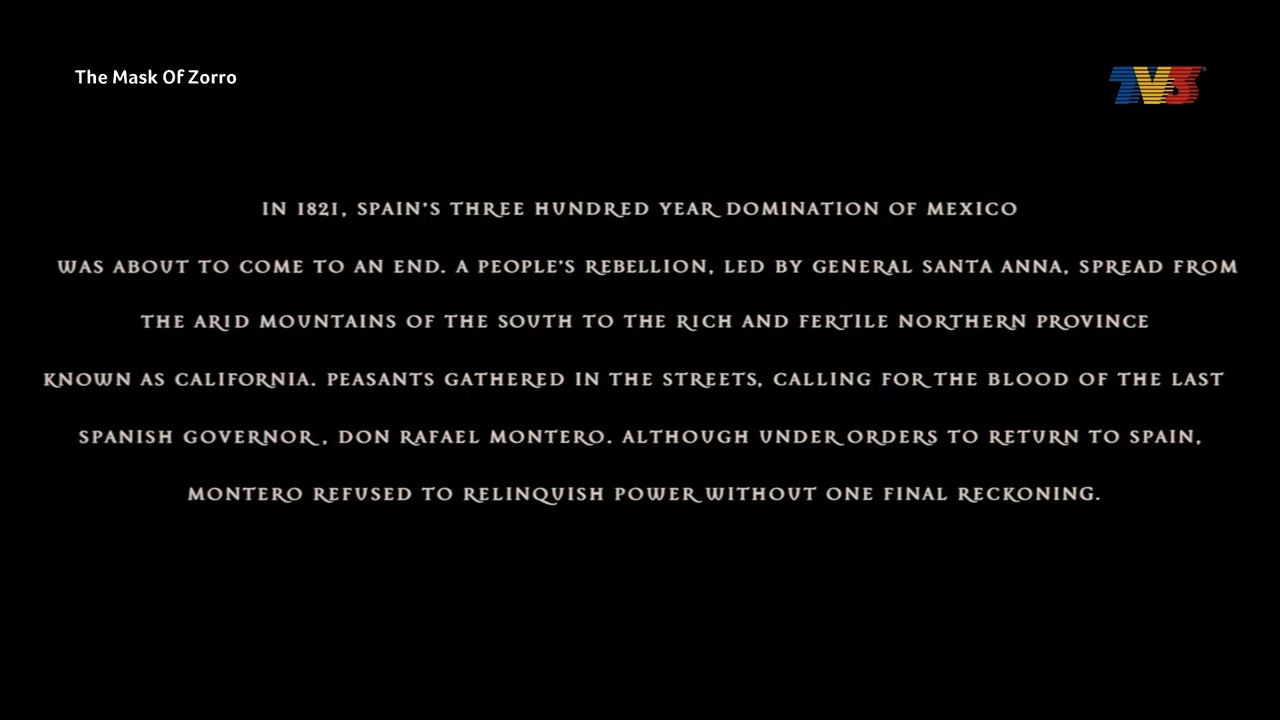 The Mask Of Zorro
TV3
IN 1821, SPAIN'S THREE HUNDRED YEAR DOMINATION OF MEXICO
WAS ABOUT TO COME TO AN END. A PEOPLE'S REBELLION, LED BY GENERAL SANTA ANNA, SPREAD FROM
THE ARID MOUNTAINS OF THE SOUTH TO THE RICH AND FERTILE NORTHERN PROVINCE
KNOWN AS CALIFORNIA. PEASANTS GATHERED IN THE STREETS, CALLING FOR THE BLOOD OF THE LAST
SPANISH GOVERNOR, DON RAFAEL MONTERO. ALTHOUGH UNDER ORDERS TO RETURN TO SPAIN,
MONTERO REFUSED TO RELINQUISH POWER WITHOUT ONE FINAL RECKONING.